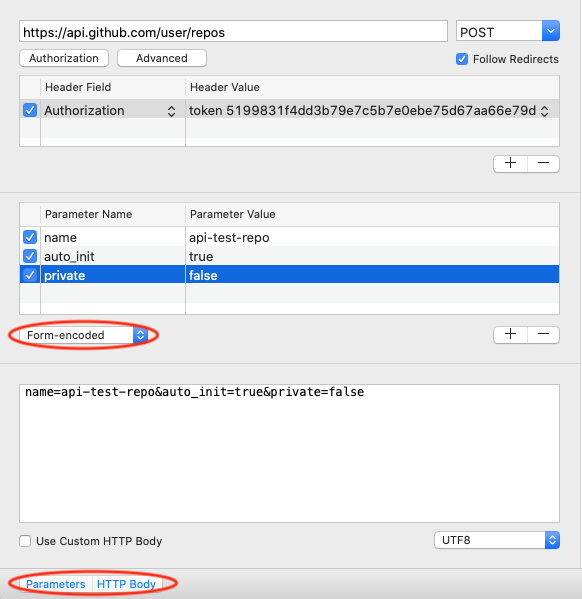 https://api.github.com/user/repos
POST
Authorization
Advanced
Follow Redirects
Header Field
Header Value
Authorization
token 5199831f4dd3b79e7c5b7e0ebe75d67aa66e79d
Parameter Name
Parameter Value
name
api-test-repo
auto_init
true
private
false
Form-encoded
name=api-test-repo&auto_init=true&private=false
Use Custom HTTP Body
UTF8
Parameters
HTTP Body